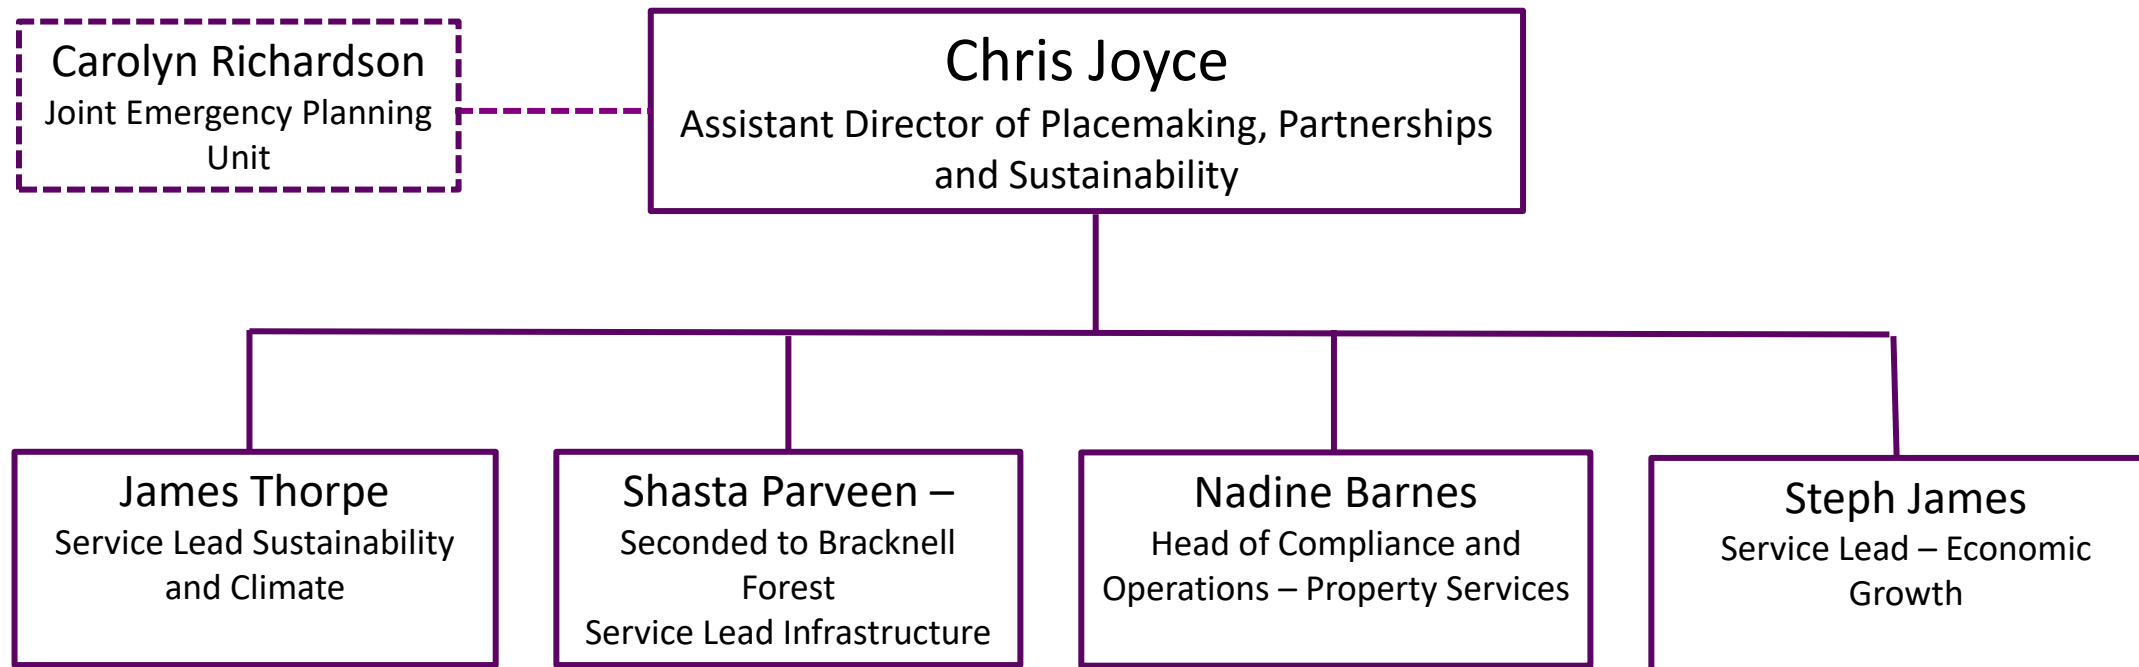 Carolyn Richardson
Joint Emergency Planning
Unit
Chris Joyce
Assistant Director of Placemaking, Partnerships
and Sustainability
James Thorpe
Service Lead Sustainability
and Climate
Shasta Parveen –
Seconded to Bracknell
Forest
Service Lead Infrastructure
Nadine Barnes
Head of Compliance and
Operations – Property Services
Steph James
Service Lead – Economic
Growth